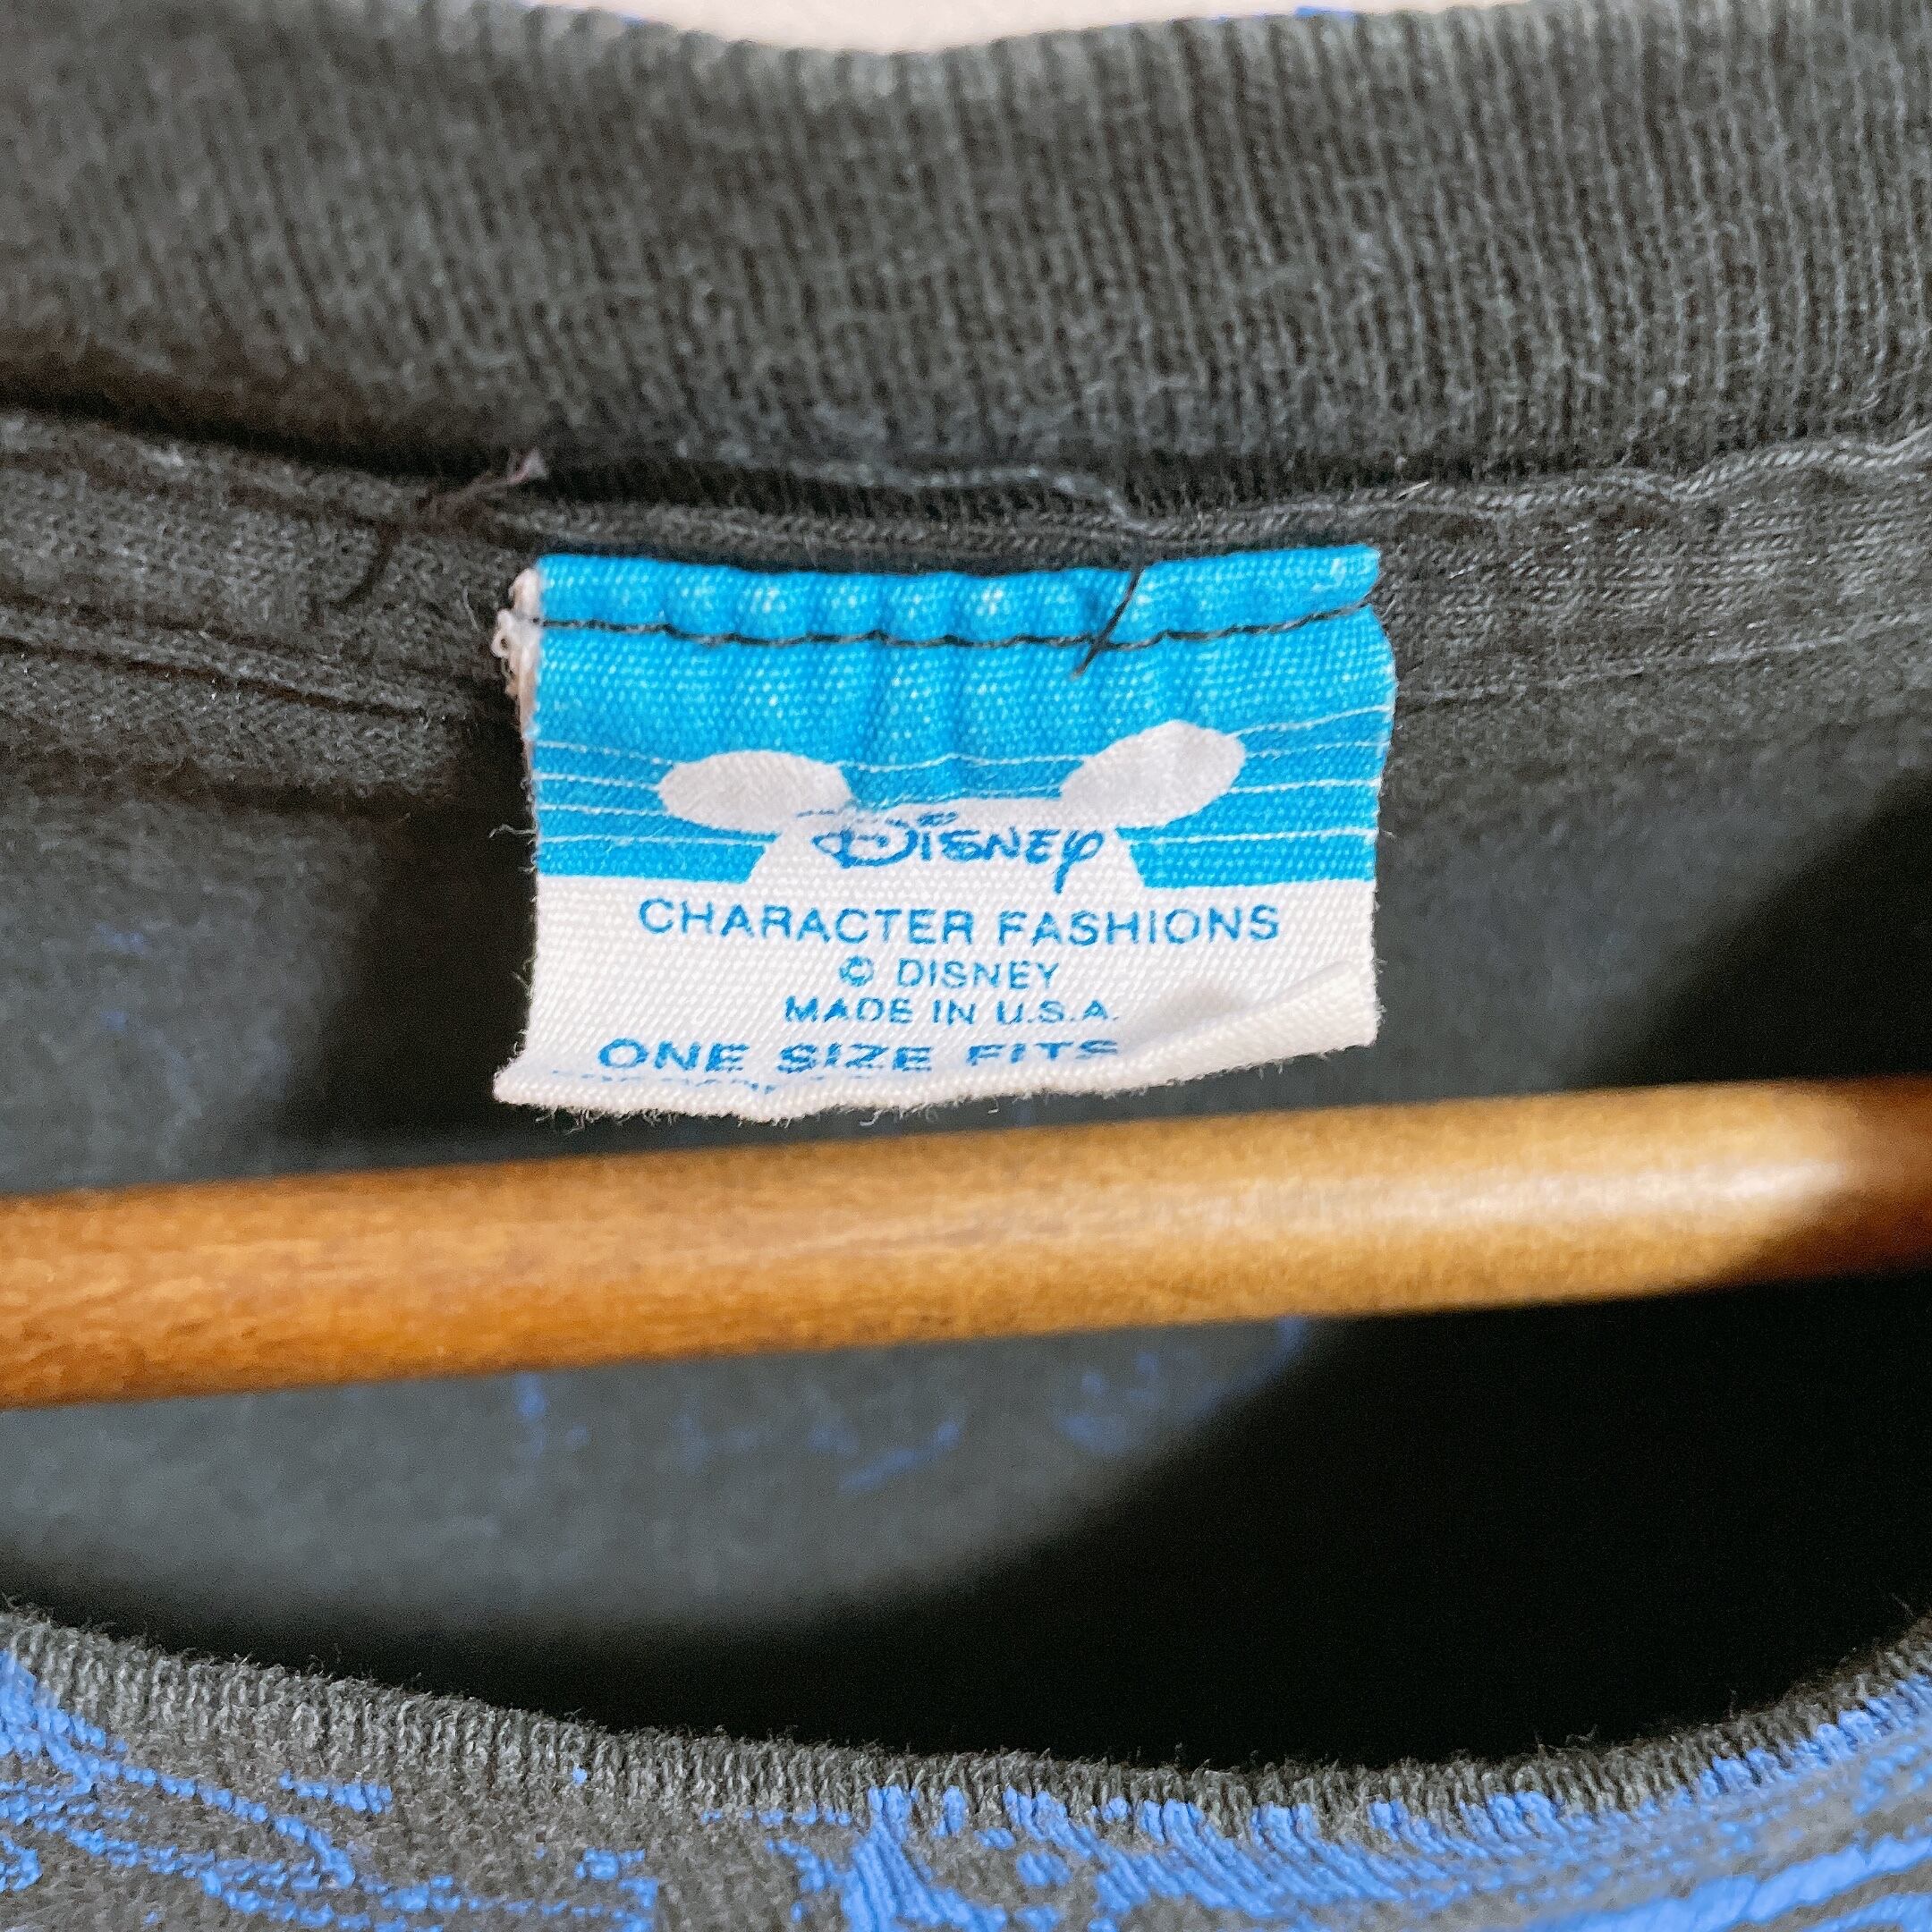 Disney
CHARACTER FASHIONS
© DISNEY
MADE IN U.S.A.
ONE SIZE FITS